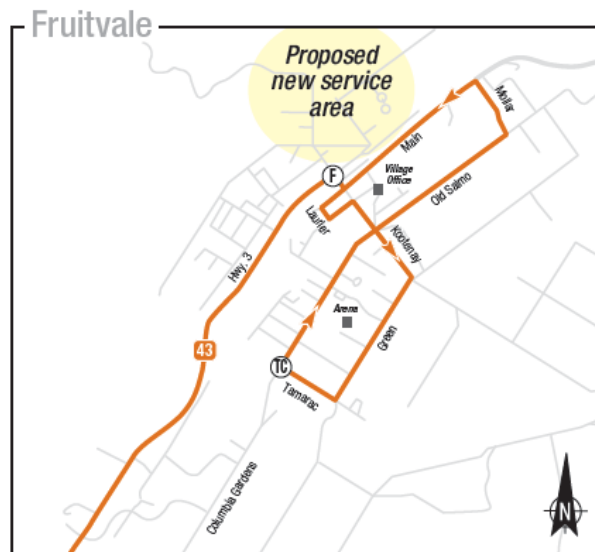 Fruitvale
Proposed
new service
area
Mollar
Main
Village
Office
Old Salmo
F
Laurier
Kootenay
Hwy. 3
Arena
Green
43
TC
Tamarac
Columbia Gardens
N